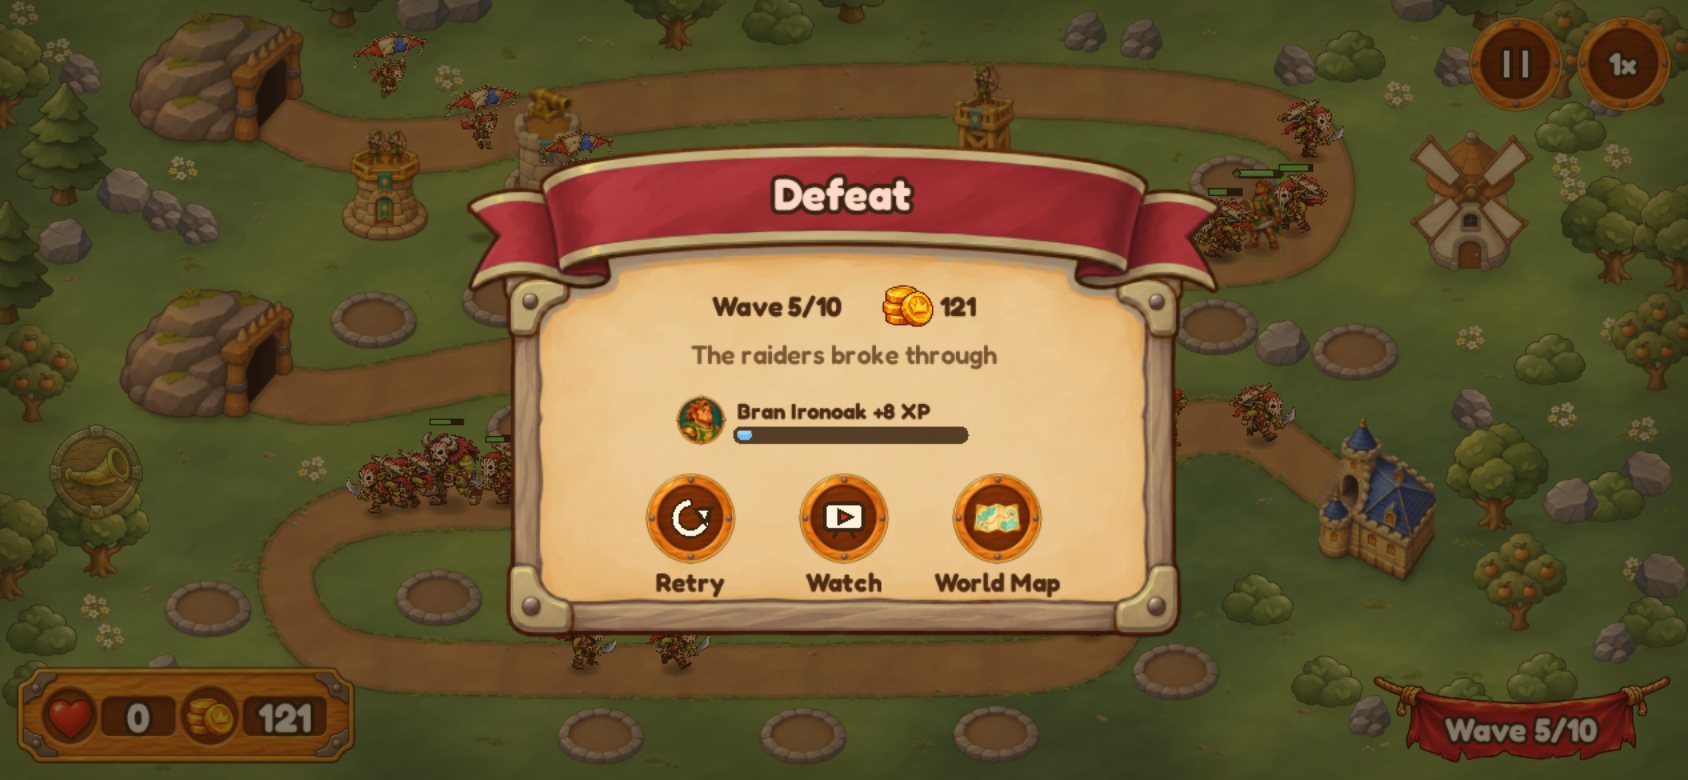 1x
Defeat
Wave 5/10 121
The raiders broke through
Bran Ironoak +8 XP
Retry Watch World Map
0 121
Wave 5/10